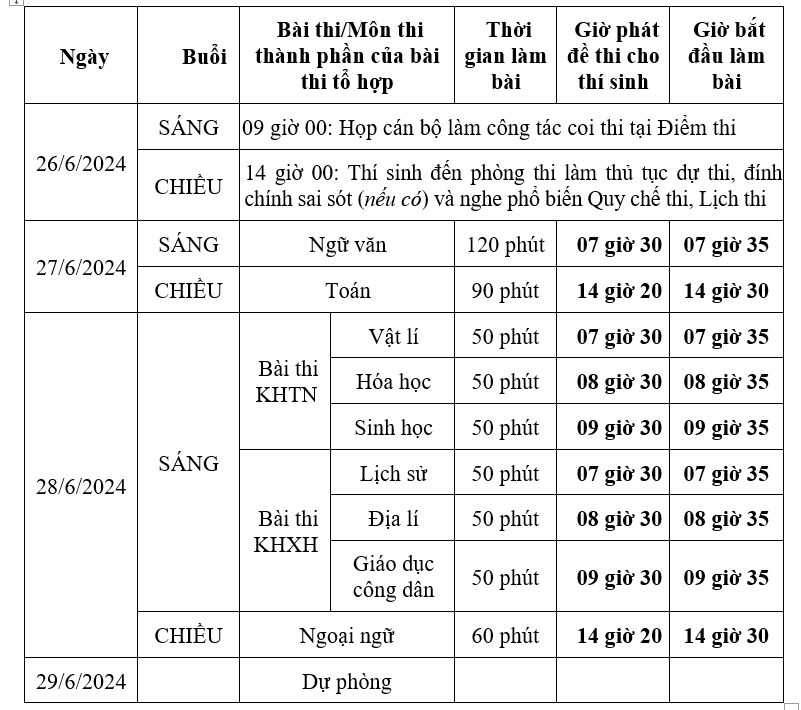 Ngày | Buổi | Bài thi/Môn thi thành phần của bài thi tổ hợp | Thời gian làm bài | Giờ phát đề thi cho thí sinh | Giờ bắt đầu làm bài
26/6/2024 | SÁNG | 09 giờ 00: Họp cán bộ làm công tác coi thi tại Điểm thi
CHIỀU | 14 giờ 00: Thí sinh đến phòng thi làm thủ tục dự thi, đính chính sai sót (nếu có) và nghe phổ biến Quy chế thi, Lịch thi
27/6/2024 | SÁNG | Ngữ văn | 120 phút | 07 giờ 30 | 07 giờ 35
CHIỀU | Toán | 90 phút | 14 giờ 20 | 14 giờ 30
28/6/2024 | SÁNG | Bài thi KHTN | Vật lí | 50 phút | 07 giờ 30 | 07 giờ 35
Hóa học | 50 phút | 08 giờ 30 | 08 giờ 35
Sinh học | 50 phút | 09 giờ 30 | 09 giờ 35
Bài thi KHXH | Lịch sử | 50 phút | 07 giờ 30 | 07 giờ 35
Địa lí | 50 phút | 08 giờ 30 | 08 giờ 35
Giáo dục công dân | 50 phút | 09 giờ 30 | 09 giờ 35
CHIỀU | Ngoại ngữ | 60 phút | 14 giờ 20 | 14 giờ 30
29/6/2024 | Dự phòng